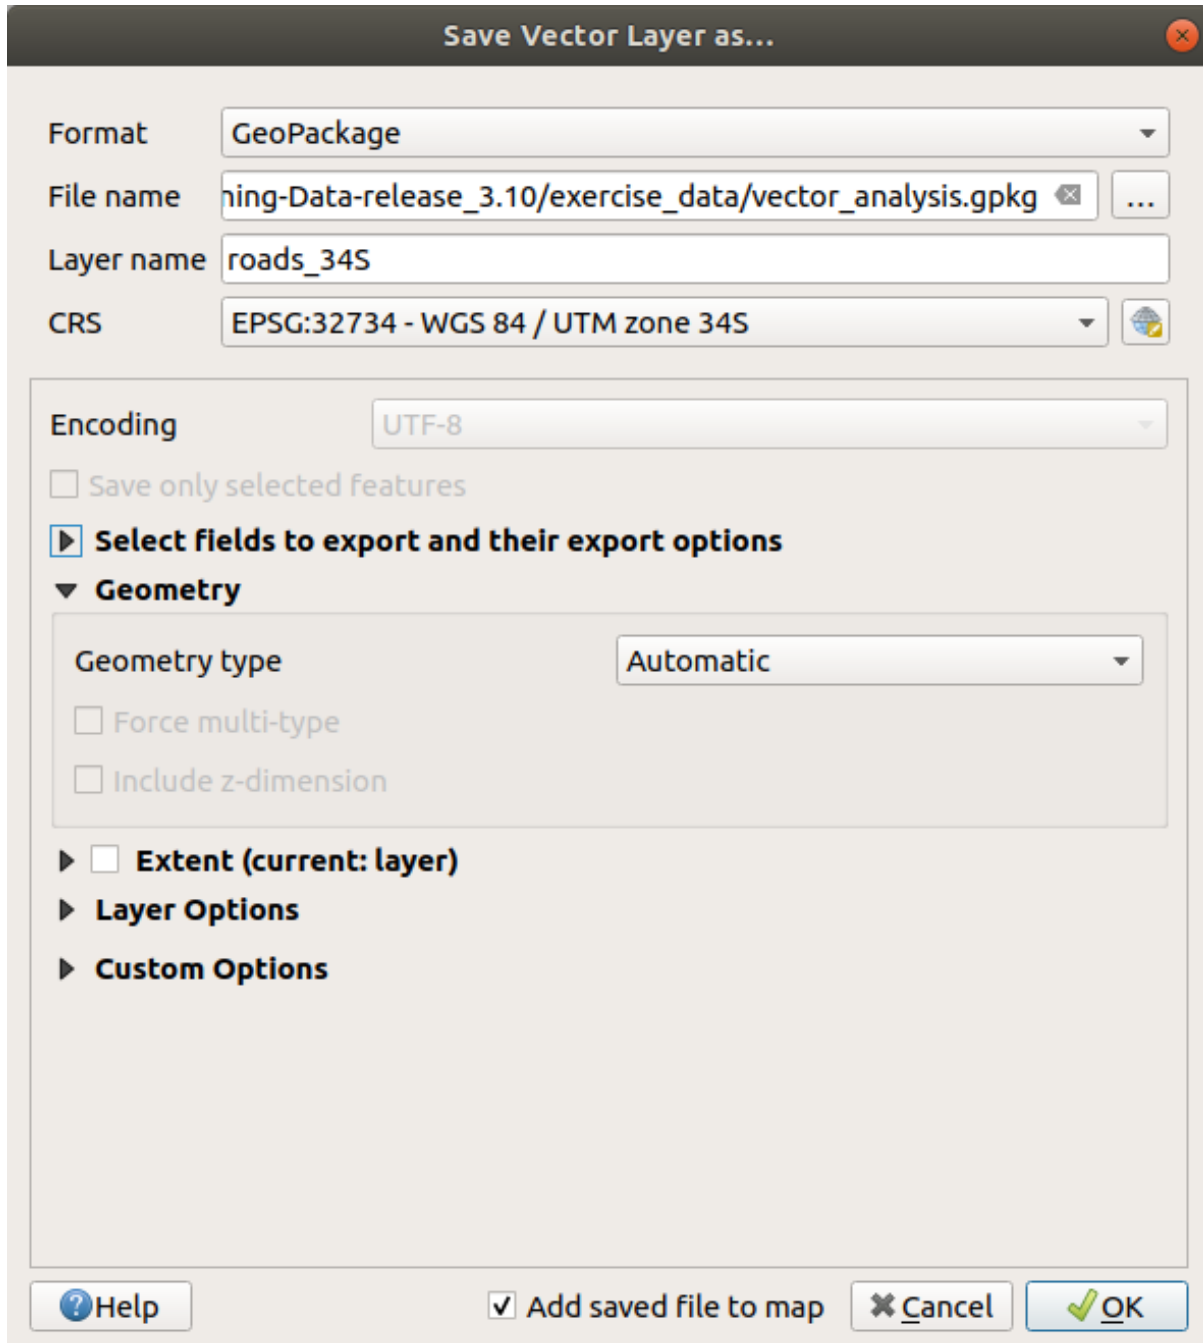 Save Vector Layer as...
Format GeoPackage
File name ning-Data-release_3.10/exercise_data/vector_analysis.gpkg ...
Layer name roads_34S
CRS EPSG:32734 - WGS 84 / UTM zone 34S
Encoding UTF-8
Save only selected features
Select fields to export and their export options
Geometry
Geometry type Automatic
Force multi-type
Include z-dimension
Extent (current: layer)
Layer Options
Custom Options
Help Add saved file to map Cancel OK